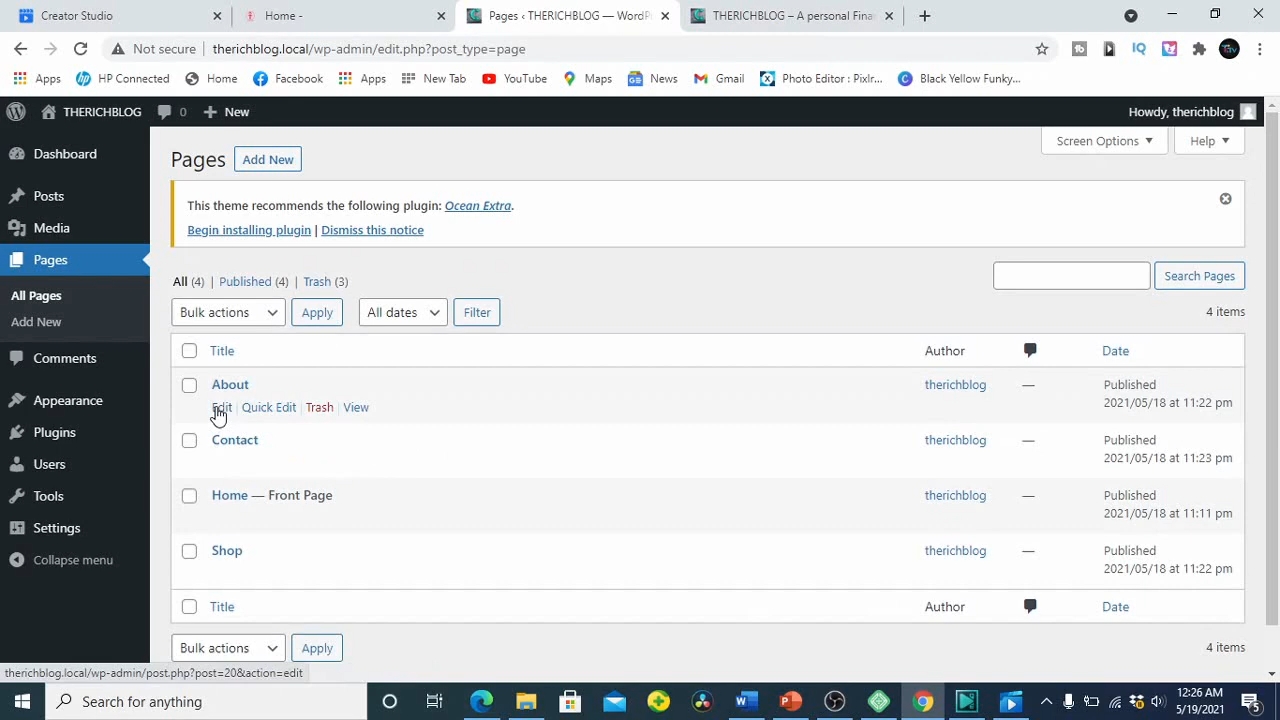 Creator Studio
Home -
Pages ‹ THERICHBLOG — WordPr
THERICHBLOG – A personal Finan
Not secure
therichblog.local/wp-admin/edit.php?post_type=page
Apps
HP Connected
Home
Facebook
Apps
New Tab
YouTube
Maps
News
Gmail
Photo Editor : Pixlr...
Black Yellow Funky...
THERICHBLOG
0
New
Howdy, therichblog
Dashboard
Posts
Media
Pages
All Pages
Add New
Comments
Appearance
Plugins
Users
Tools
Settings
Collapse menu
Pages
Add New
Screen Options
Help
This theme recommends the following plugin: Ocean Extra.
Begin installing plugin | Dismiss this notice
All (4) | Published (4) | Trash (3)
Search Pages
Bulk actions
Apply
All dates
Filter
4 items
Title
Author
Date
About
therichblog
—
Published
2021/05/18 at 11:22 pm
Edit | Quick Edit | Trash | View
Contact
therichblog
—
Published
2021/05/18 at 11:23 pm
Home — Front Page
therichblog
—
Published
2021/05/18 at 11:11 pm
Shop
therichblog
—
Published
2021/05/18 at 11:22 pm
Title
Author
Date
Bulk actions
Apply
4 items
therichblog.local/wp-admin/post.php?post=20&action=edit
Search for anything
12:26 AM
5/19/2021